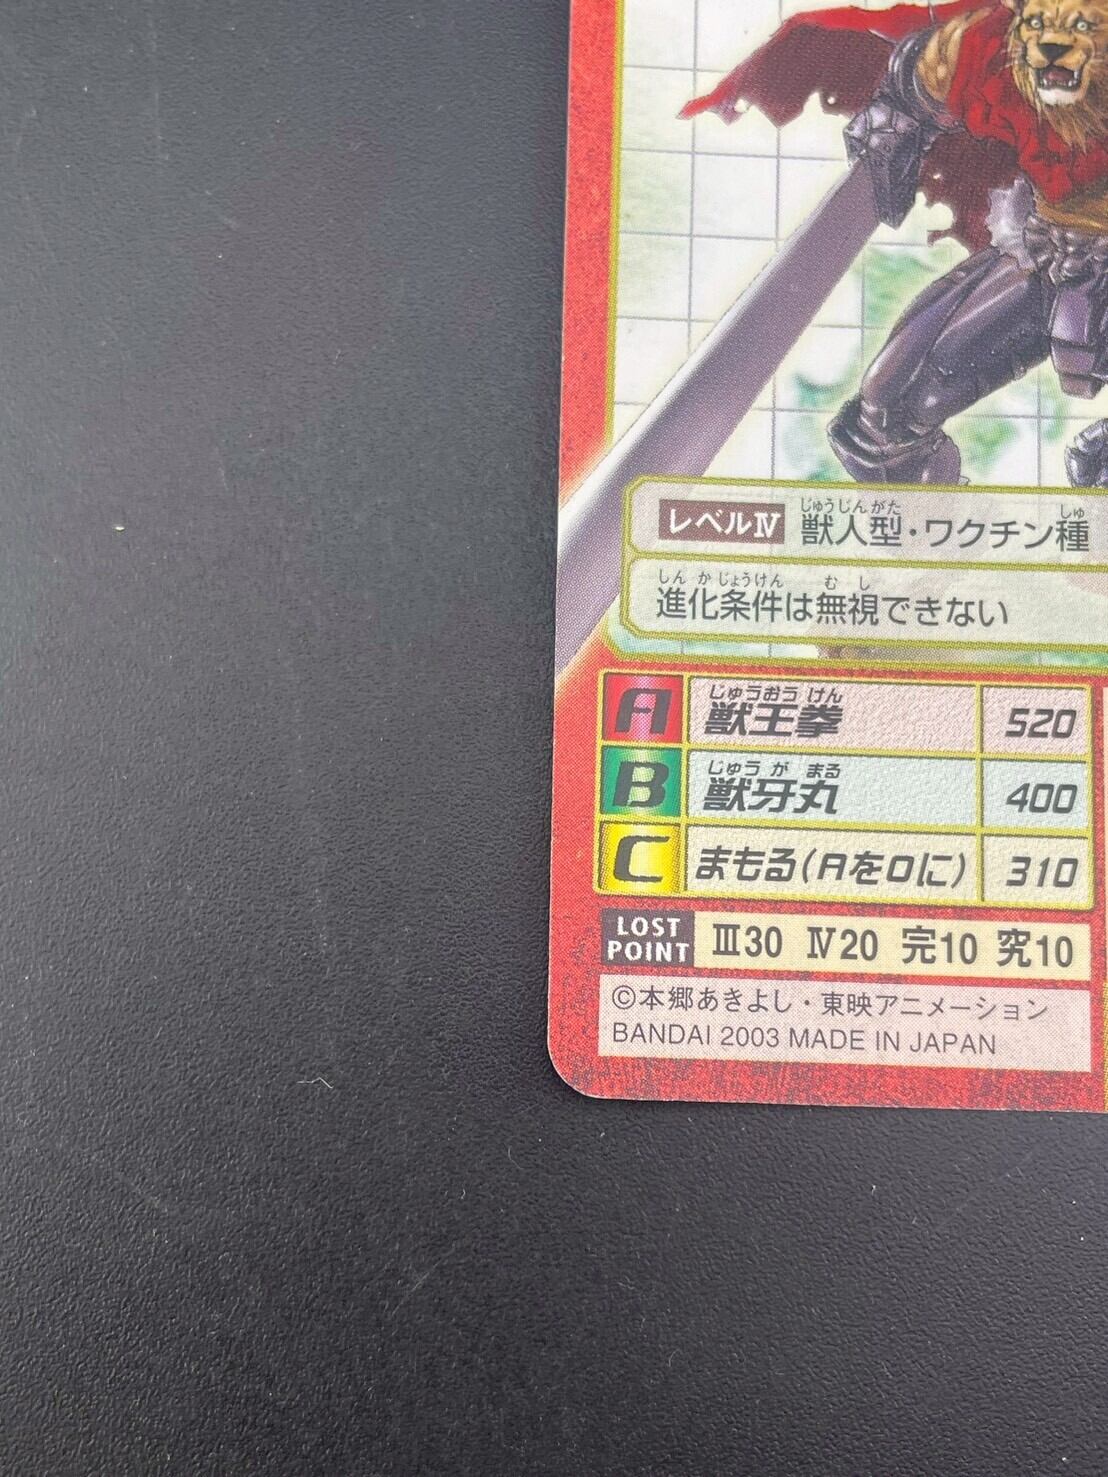 レベルⅣ 獣人型・ワクチン種
じゅうじんがた しゅ
進化条件は無視できない
しんかじょうけん むし
A 獣王拳 520
じゅうおうけん
B 獣牙丸 400
じゅうがまる
C まもる(Aを0に) 310
LOST POINT Ⅲ30 Ⅳ20 完10 究10
©本郷あきよし・東映アニメーション
BANDAI 2003 MADE IN JAPAN